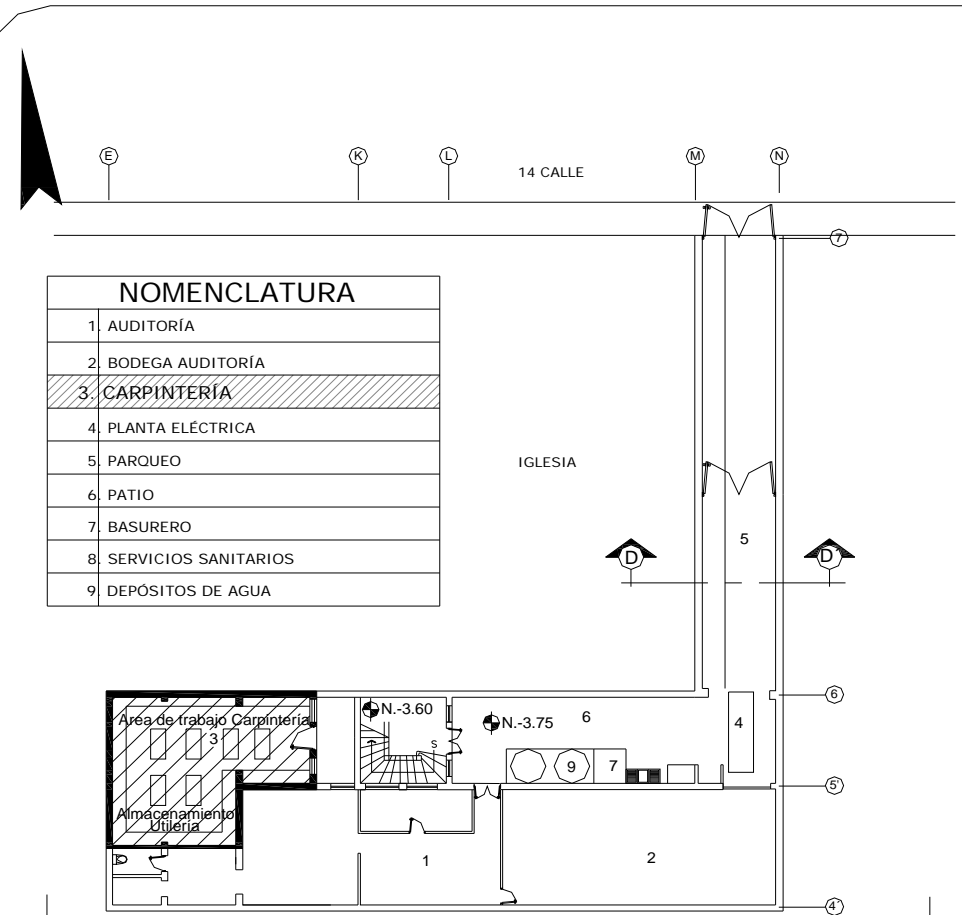 E
K
L
14 CALLE
M
N
7
NOMENCLATURA
1. AUDITORÍA
2. BODEGA AUDITORÍA
3. CARPINTERÍA
4. PLANTA ELÉCTRICA
5. PARQUEO
6. PATIO
7. BASURERO
8. SERVICIOS SANITARIOS
9. DEPÓSITOS DE AGUA
IGLESIA
5
D
D´
6
N.-3.60
N.-3.75
6
4
Area de trabajo Carpintería
3
S
9
7
5'
Almacenamiento
Utilería
1
2
4´